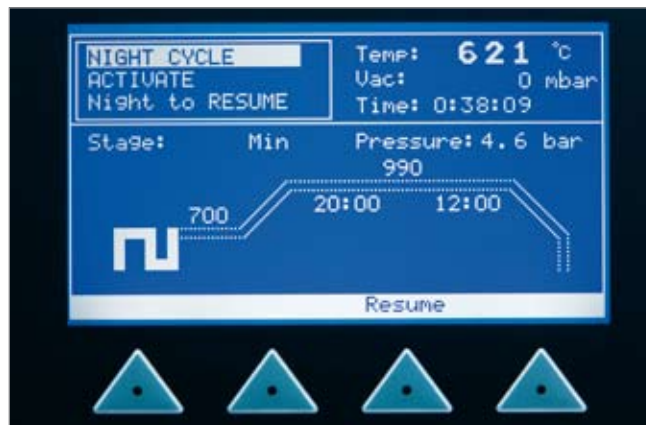 NIGHT CYCLE
ACTIVATE
Night to RESUME
Temp: 621 °C
Vac: 0 mbar
Time: 0:38:09
Stage: Min Pressure: 4.6 bar
990
700 20:00 12:00
Resume